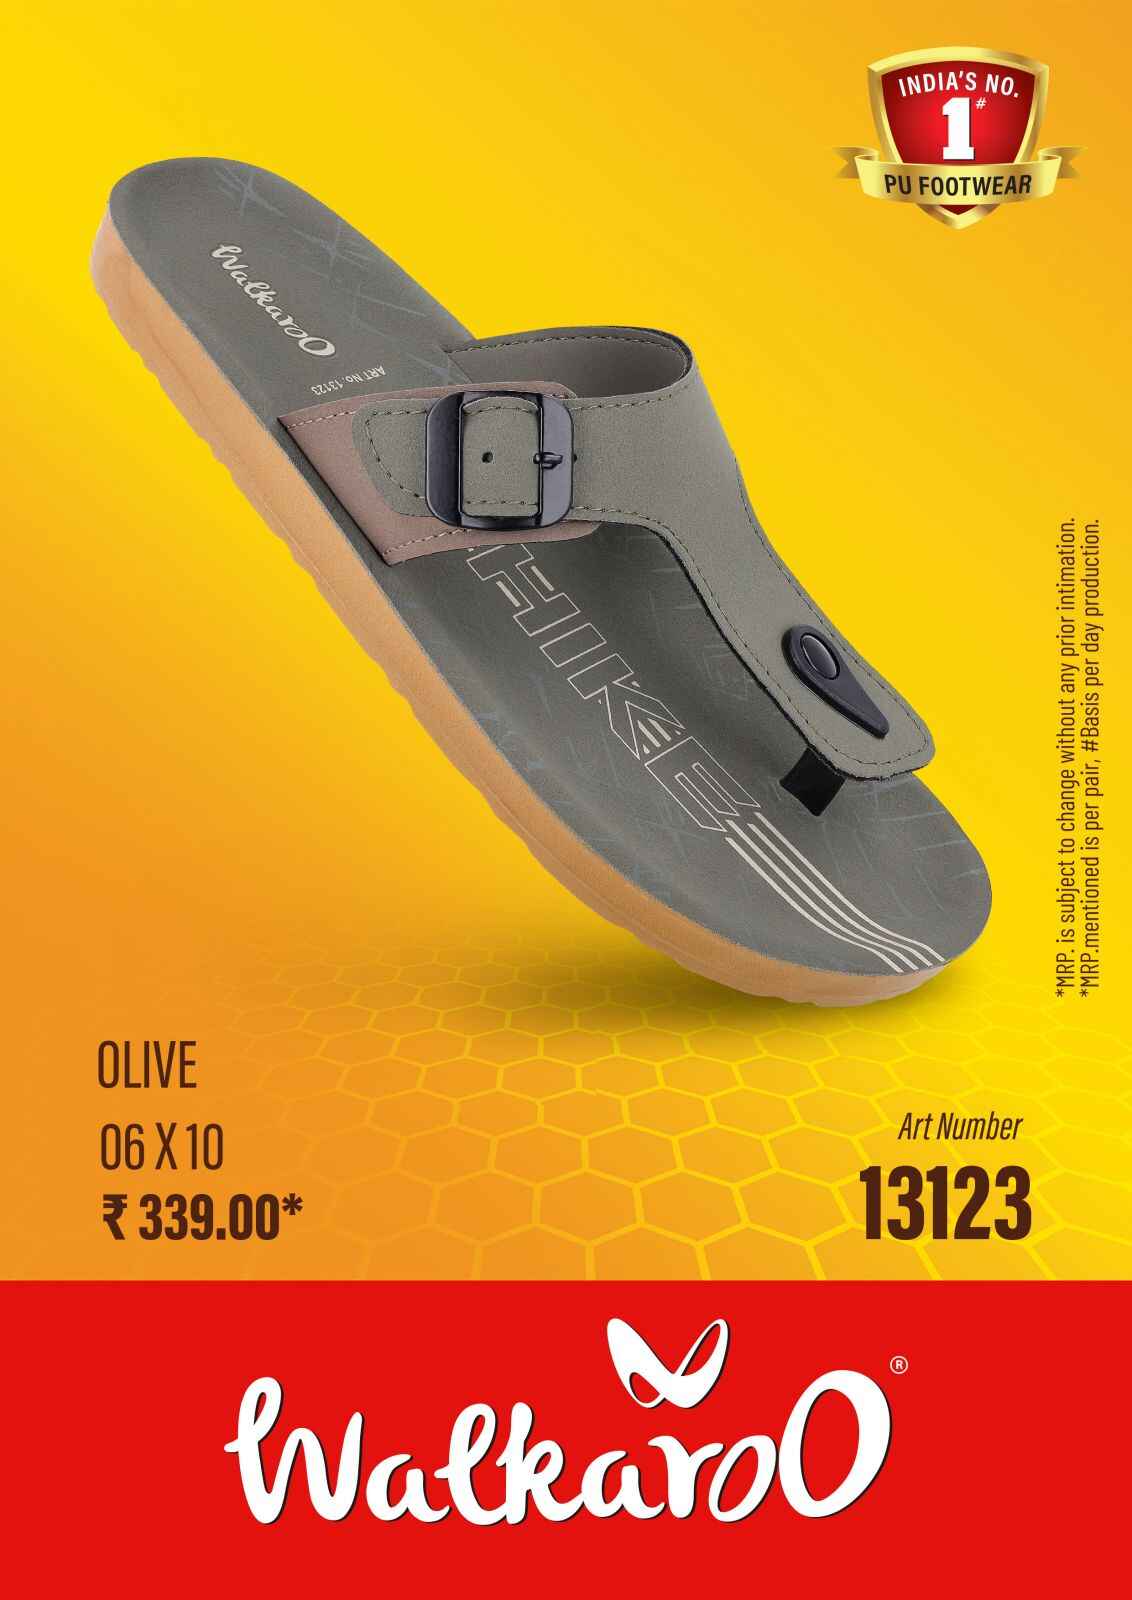 INDIA'S NO.
1#
PU FOOTWEAR
Walkaroo
ART No. 13123
HIKE
*MRP. is subject to change without any prior intimation.
*MRP.mentioned is per pair, #Basis per day production.
OLIVE
06 X 10
₹ 339.00*
Art Number
13123
Walkaroo®